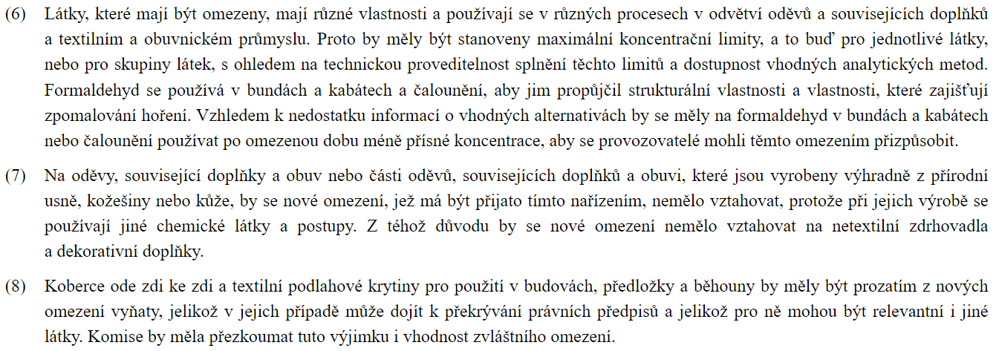 (6) Látky, které mají být omezeny, mají různé vlastnosti a používají se v různých procesech v odvětví oděvů a souvisejících doplňků
a textilním a obuvnickém průmyslu. Proto by měly být stanoveny maximální koncentrační limity, a to buď pro jednotlivé látky,
nebo pro skupiny látek, s ohledem na technickou proveditelnost splnění těchto limitů a dostupnost vhodných analytických metod.
Formaldehyd se používá v bundách a kabátech a čalounění, aby jim propůjčil strukturální vlastnosti a vlastnosti, které zajišťují
zpomalování hoření. Vzhledem k nedostatku informací o vhodných alternativách by se měly na formaldehyd v bundách a kabátech
nebo čalounění používat po omezenou dobu méně přísné koncentrace, aby se provozovatelé mohli těmto omezením přizpůsobit.
(7) Na oděvy, související doplňky a obuv nebo části oděvů, souvisejících doplňků a obuvi, které jsou vyrobeny výhradně z přírodní
usně, kožešiny nebo kůže, by se nové omezení, jež má být přijato tímto nařízením, nemělo vztahovat, protože při jejich výrobě se
používají jiné chemické látky a postupy. Z téhož důvodu by se nové omezení nemělo vztahovat na netextilní zdrhovadla
a dekorativní doplňky.
(8) Koberce ode zdi ke zdi a textilní podlahové krytiny pro použití v budovách, předložky a běhouny by měly být prozatím z nových
omezení vyňaty, jelikož v jejich případě může dojít k překrývání právních předpisů a jelikož pro ně mohou být relevantní i jiné
látky. Komise by měla přezkoumat tuto výjimku i vhodnost zvláštního omezení.